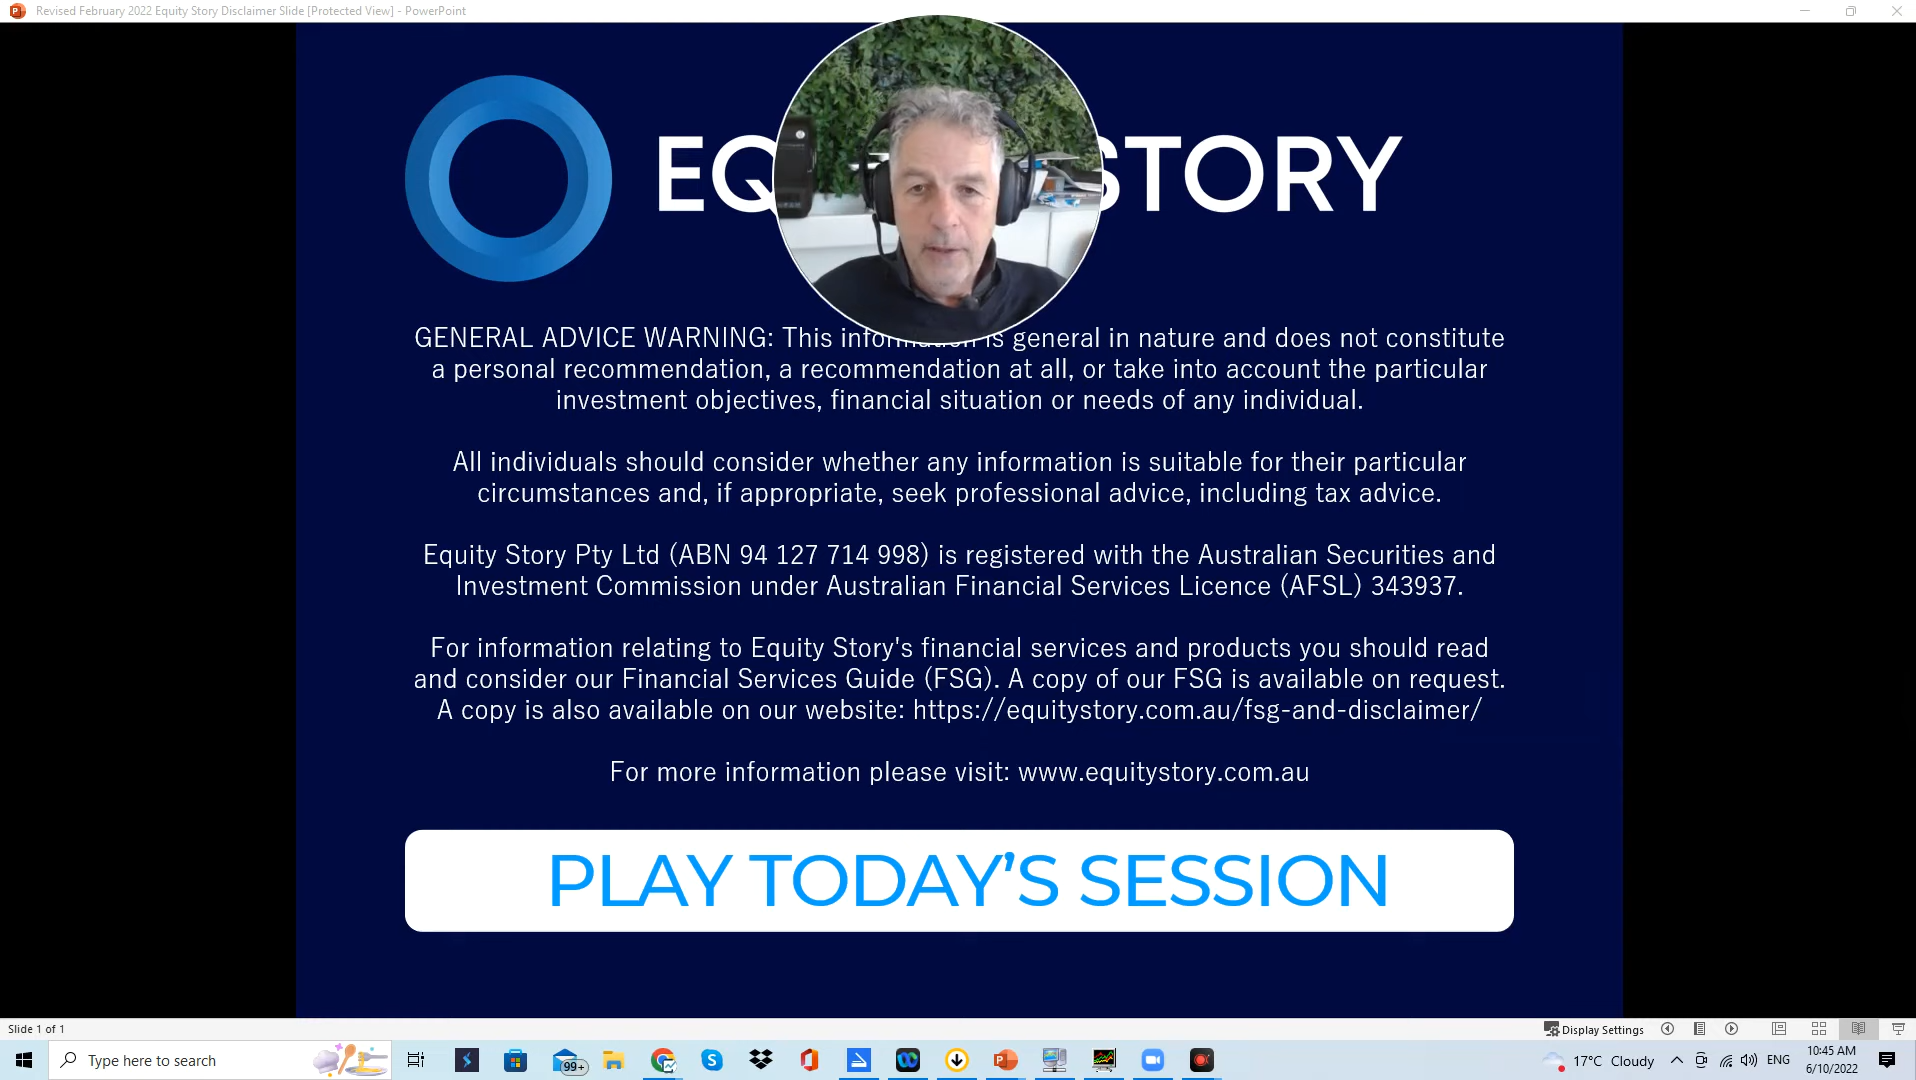 Revised February 2022 Equity Story Disclaimer Slide [Protected View] - PowerPoint
EQ STORY
GENERAL ADVICE WARNING: This information is general in nature and does not constitute
a personal recommendation, a recommendation at all, or take into account the particular
investment objectives, financial situation or needs of any individual.
All individuals should consider whether any information is suitable for their particular
circumstances and, if appropriate, seek professional advice, including tax advice.
Equity Story Pty Ltd (ABN 94 127 714 998) is registered with the Australian Securities and
Investment Commission under Australian Financial Services Licence (AFSL) 343937.
For information relating to Equity Story's financial services and products you should read
and consider our Financial Services Guide (FSG). A copy of our FSG is available on request.
A copy is also available on our website: https://equitystory.com.au/fsg-and-disclaimer/
For more information please visit: www.equitystory.com.au
PLAY TODAY'S SESSION
Slide 1 of 1
Display Settings
Type here to search
99+
17°C Cloudy
ENG
10:45 AM
6/10/2022